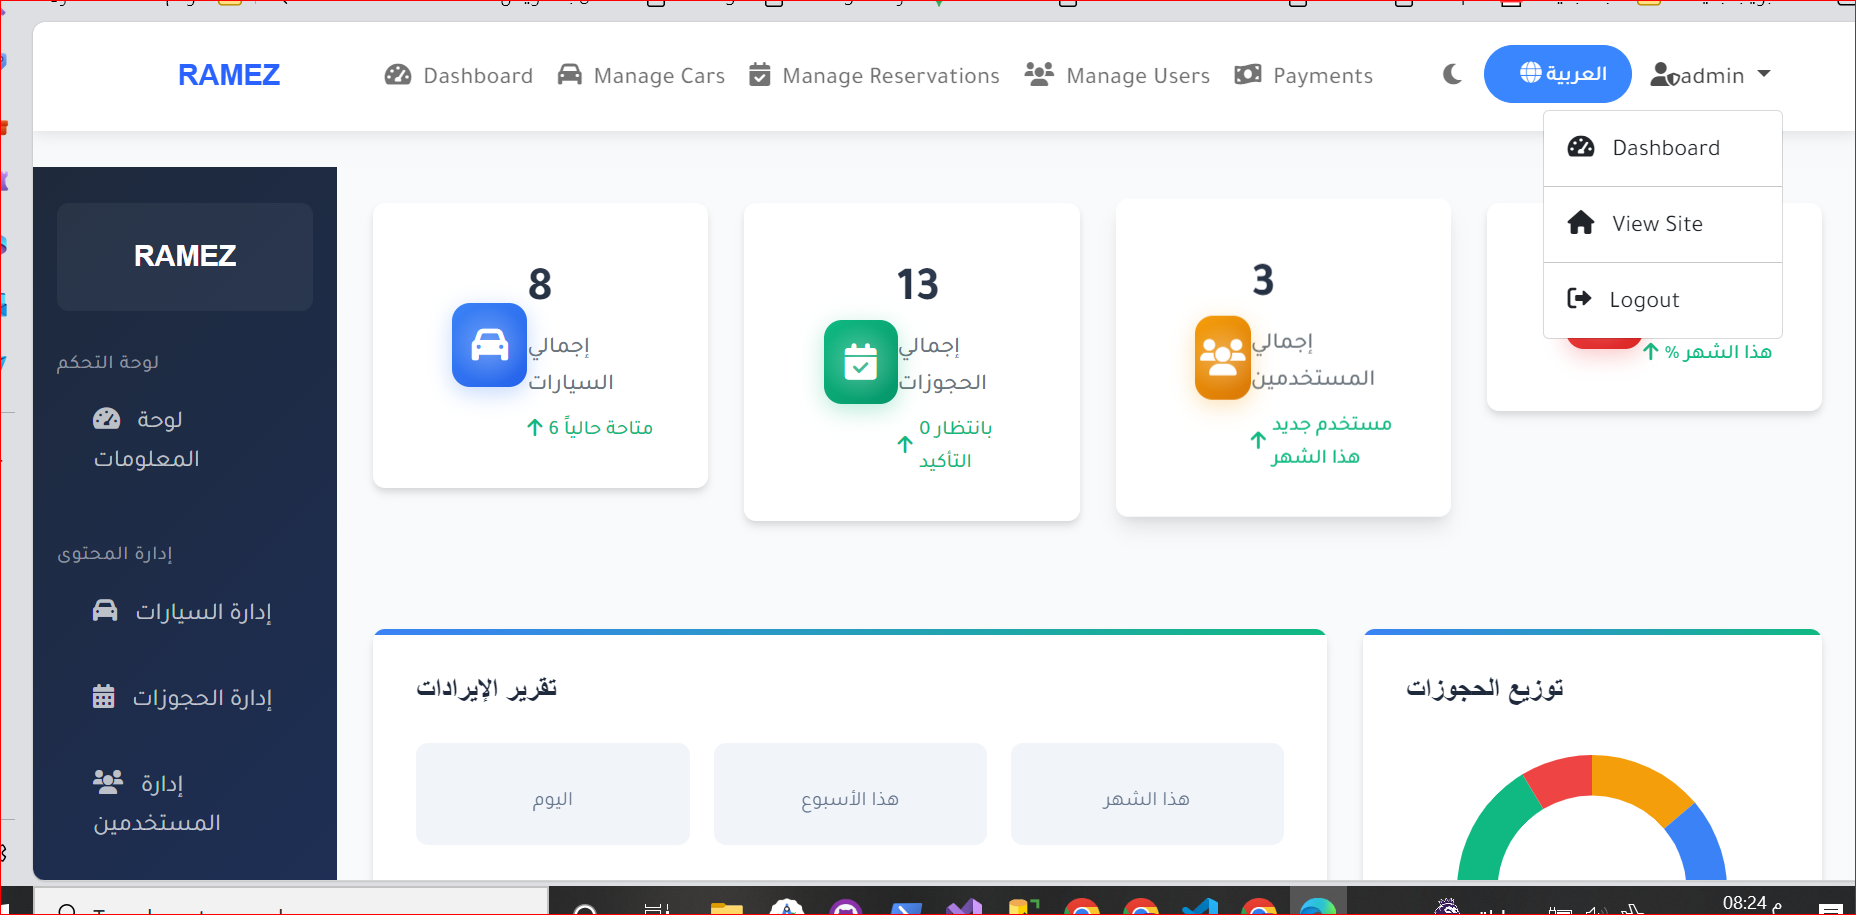 RAMEZ
Dashboard
Manage Cars
Manage Reservations
Manage Users
Payments
العربية
admin
Dashboard
View Site
Logout
RAMEZ
لوحة التحكم
لوحة
المعلومات
إدارة المحتوى
إدارة السيارات
إدارة الحجوزات
إدارة
المستخدمين
8
إجمالي
السيارات
6 متاحة حالياً
13
إجمالي
الحجوزات
0 بانتظار
التأكيد
3
إجمالي
المستخدمين
مستخدم جديد
هذا الشهر
% هذا الشهر
تقرير الإيرادات
اليوم
هذا الأسبوع
هذا الشهر
توزيع الحجوزات
08:24 م